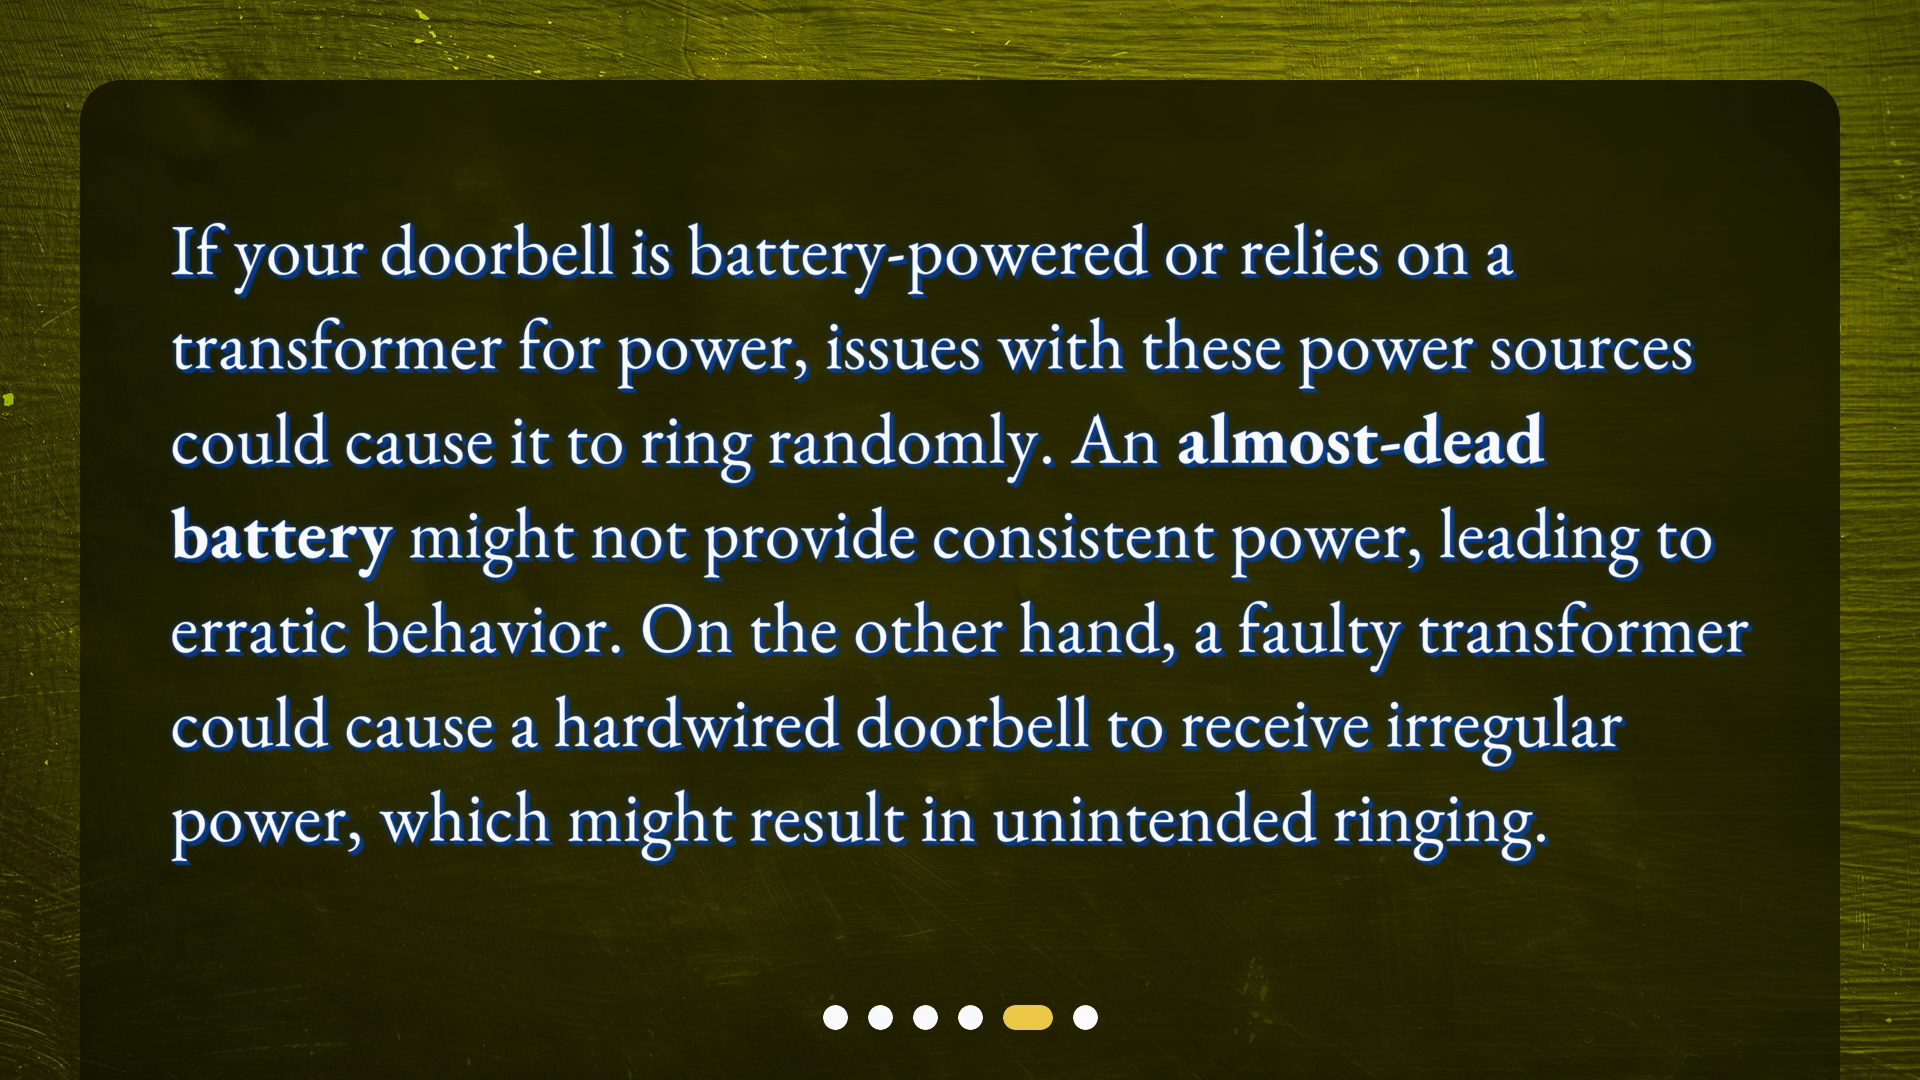 If your doorbell is battery-powered or relies on a
transformer for power, issues with these power sources
could cause it to ring randomly. An almost-dead
battery might not provide consistent power, leading to
erratic behavior. On the other hand, a faulty transformer
could cause a hardwired doorbell to receive irregular
power, which might result in unintended ringing.